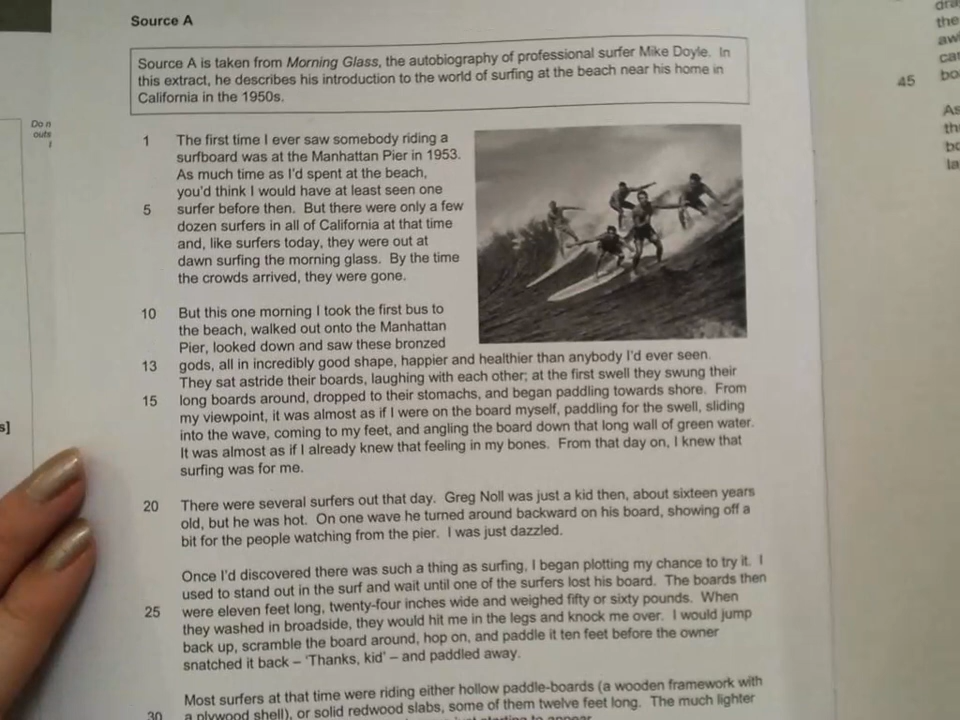 Source A
Source A is taken from Morning Glass, the autobiography of professional surfer Mike Doyle. In
this extract, he describes his introduction to the world of surfing at the beach near his home in
California in the 1950s.
Do n
outs
1 The first time I ever saw somebody riding a
surfboard was at the Manhattan Pier in 1953.
As much time as I'd spent at the beach,
you'd think I would have at least seen one
5 surfer before then. But there were only a few
dozen surfers in all of California at that time
and, like surfers today, they were out at
dawn surfing the morning glass. By the time
the crowds arrived, they were gone.
10 But this one morning I took the first bus to
the beach, walked out onto the Manhattan
Pier, looked down and saw these bronzed
13 gods, all in incredibly good shape, happier and healthier than anybody I'd ever seen.
They sat astride their boards, laughing with each other; at the first swell they swung their
15 long boards around, dropped to their stomachs, and began paddling towards shore. From
my viewpoint, it was almost as if I were on the board myself, paddling for the swell, sliding
into the wave, coming to my feet, and angling the board down that long wall of green water.
It was almost as if I already knew that feeling in my bones. From that day on, I knew that
surfing was for me.
20 There were several surfers out that day. Greg Noll was just a kid then, about sixteen years
old, but he was hot. On one wave he turned around backward on his board, showing off a
bit for the people watching from the pier. I was just dazzled.
Once I'd discovered there was such a thing as surfing, I began plotting my chance to try it. I
used to stand out in the surf and wait until one of the surfers lost his board. The boards then
25 were eleven feet long, twenty-four inches wide and weighed fifty or sixty pounds. When
they washed in broadside, they would hit me in the legs and knock me over. I would jump
back up, scramble the board around, hop on, and paddle it ten feet before the owner
snatched it back – 'Thanks, kid' – and paddled away.
Most surfers at that time were riding either hollow paddle-boards (a wooden framework with
30 a plywood shell), or solid redwood slabs, some of them twelve feet long. The much lighter
s]
the
45 bo
As
th
bo
la